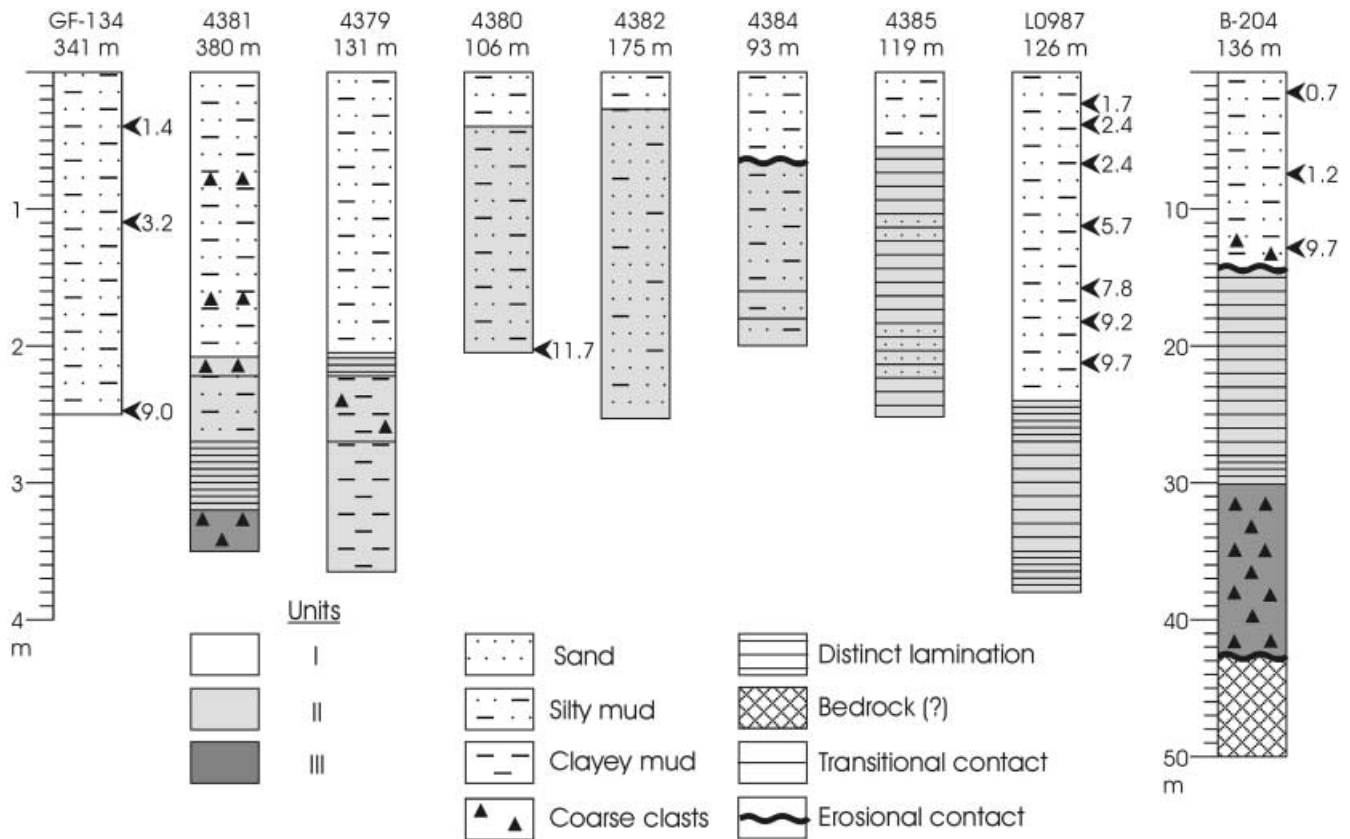 GF-134 4381 4379 4380 4382 4384 4385 L0987 B-204
341 m 380 m 131 m 106 m 175 m 93 m 119 m 126 m 136 m
0.7
1.7
1.4 2.4
2.4
1.2
1 10
3.2 5.7
9.7
7.8
9.2
2 11.7 20
9.7
9.0
3 30
Units
4 40
m
I Sand Distinct lamination
II Silty mud Bedrock (?)
III Clayey mud Transitional contact
50
m
Coarse clasts Erosional contact